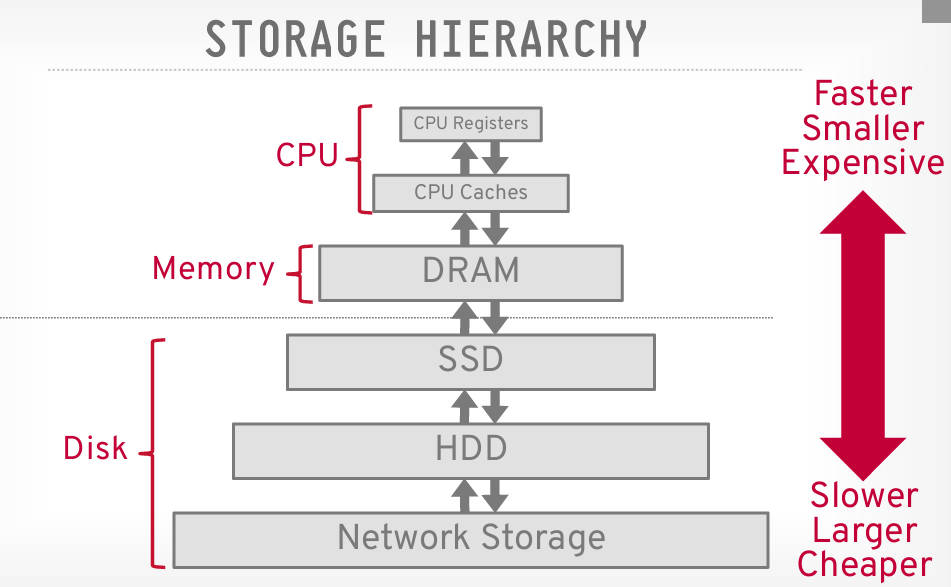 STORAGE HIERARCHY
Faster
Smaller
Expensive
CPU Registers
CPU
CPU Caches
Memory
DRAM
SSD
Disk
HDD
Network Storage
Slower
Larger
Cheaper